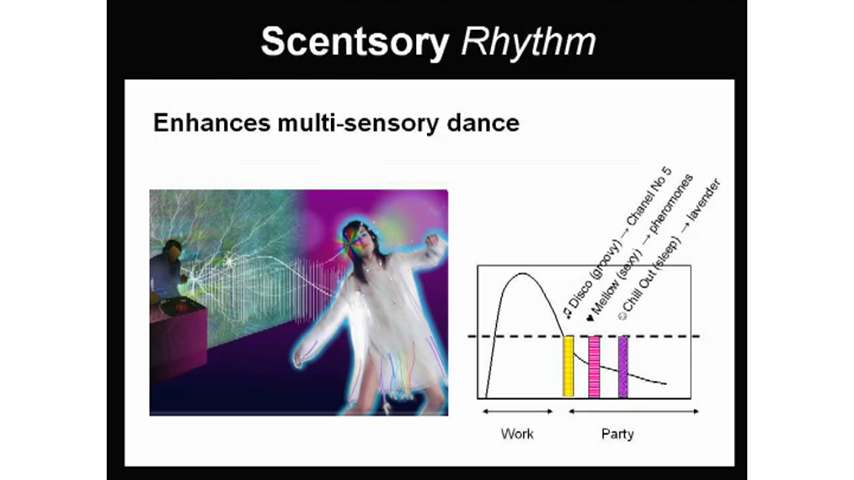 Scentsory Rhythm
Enhances multi-sensory dance
♫ Disco (groovy) → Chanel No 5
♥ Mellow (sexy) → pheromones
☺ Chill Out (sleep) → lavender
Work
Party